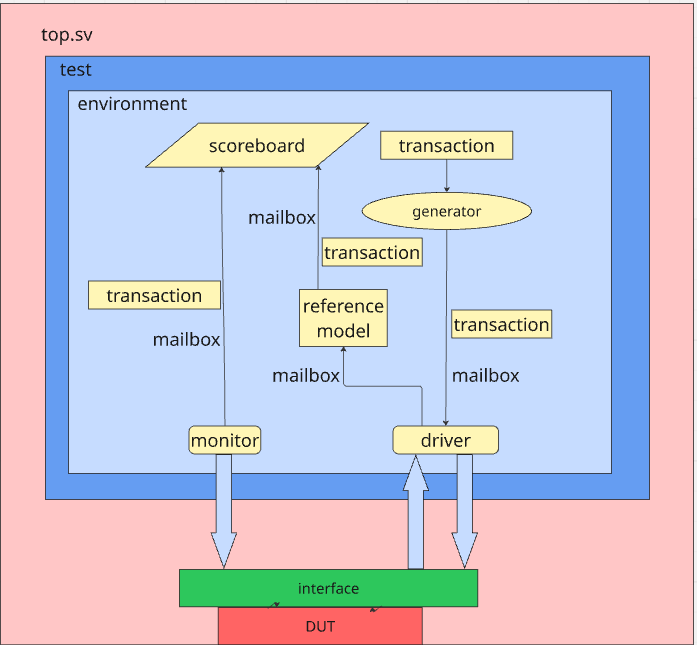 top.sv
test
environment
scoreboard
transaction
generator
mailbox
transaction
transaction
reference
model
transaction
mailbox
mailbox
mailbox
monitor
driver
interface
DUT